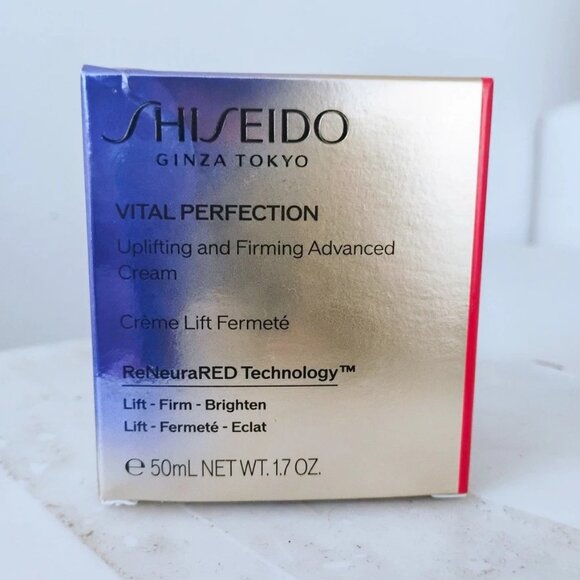 SHISEIDO
GINZA TOKYO
VITAL PERFECTION
Uplifting and Firming Advanced
Cream
Crème Lift Fermeté
ReNeuraRED Technology™
Lift - Firm - Brighten
Lift - Fermeté - Eclat
℮ 50mL NET WT. 1.7 OZ.